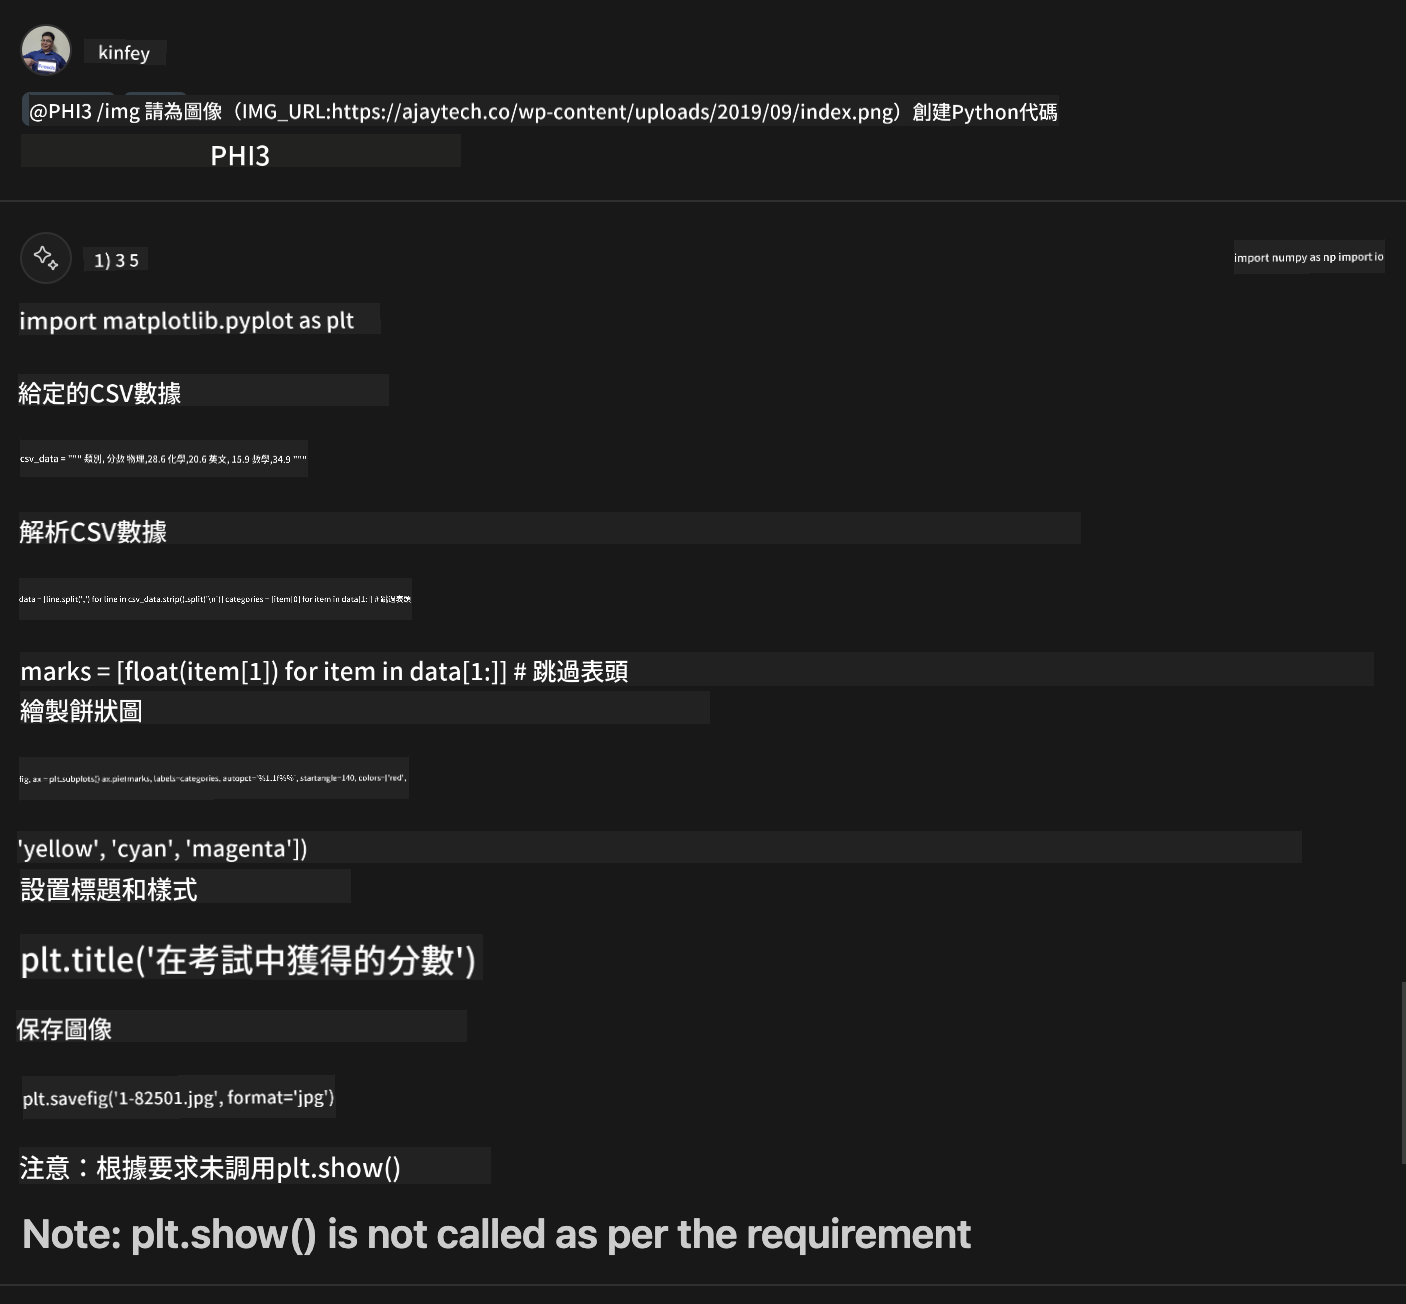 kinfey
@PHI3 /img 請為圖像（IMG_URL:https://ajaytech.co/wp-content/uploads/2019/09/index.png）創建Python代碼
PHI3
1) 3 5
import numpy as np import io
import matplotlib.pyplot as plt
給定的CSV數據
csv_data = """ 類別, 分數 物理,28.6 化學,20.6 英文, 15.9 數學,34.9 """
解析CSV數據
data = [line.split(',') for line in csv_data.strip().split('\n')] categories = [item[0] for item in data[1: ] # 跳過表頭
marks = [float(item[1]) for item in data[1:]] # 跳過表頭
繪製餅狀圖
fig, ax = plt.subplots() ax.pie(marks, labels=categories, autopct='%1.1f%%', startangle=140, colors=['red',
'yellow', 'cyan', 'magenta'])
設置標題和樣式
plt.title('在考試中獲得的分數')
保存圖像
plt.savefig('1-82501.jpg', format='jpg')
注意：根據要求未調用plt.show()
Note: plt.show() is not called as per the requirement